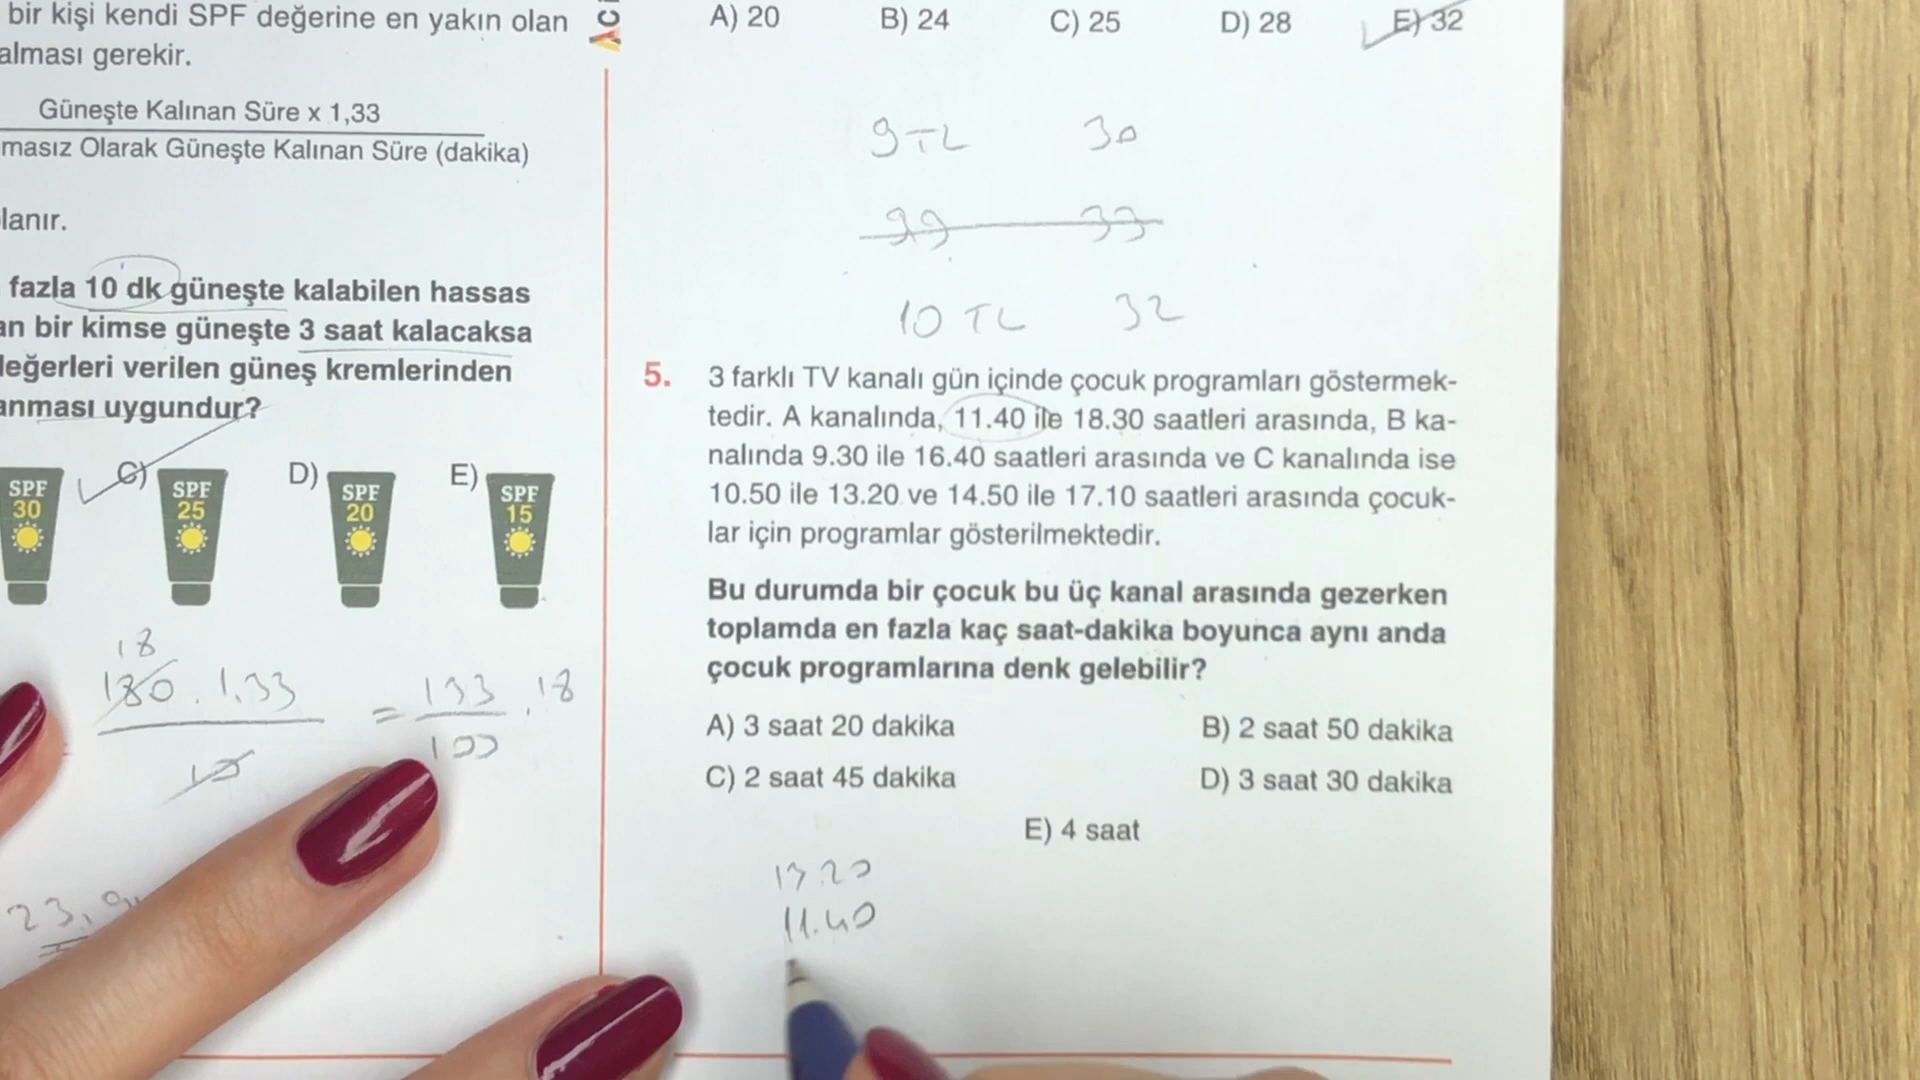 bir kişi kendi SPF değerine en yakın olan
alması gerekir.
Güneşte Kalınan Süre x 1,33
masız Olarak Güneşte Kalınan Süre (dakika)
lanır.
fazla 10 dk güneşte kalabilen hassas
an bir kimse güneşte 3 saat kalacaksa
değerleri verilen güneş kremlerinden
anması uygundur?
SPF 30
C) SPF 25
D) SPF 20
E) SPF 15
18
180 . 1,33
10
= 133 . 18
100
23,9
A) 20 B) 24 C) 25 D) 28 E) 32
9 TL 30
99 33
10 TL 32
5. 3 farklı TV kanalı gün içinde çocuk programları göstermek-
tedir. A kanalında, 11.40 ile 18.30 saatleri arasında, B ka-
nalında 9.30 ile 16.40 saatleri arasında ve C kanalında ise
10.50 ile 13.20 ve 14.50 ile 17.10 saatleri arasında çocuk-
lar için programlar gösterilmektedir.
Bu durumda bir çocuk bu üç kanal arasında gezerken
toplamda en fazla kaç saat-dakika boyunca aynı anda
çocuk programlarına denk gelebilir?
A) 3 saat 20 dakika B) 2 saat 50 dakika
C) 2 saat 45 dakika D) 3 saat 30 dakika
E) 4 saat
13.20
11.40